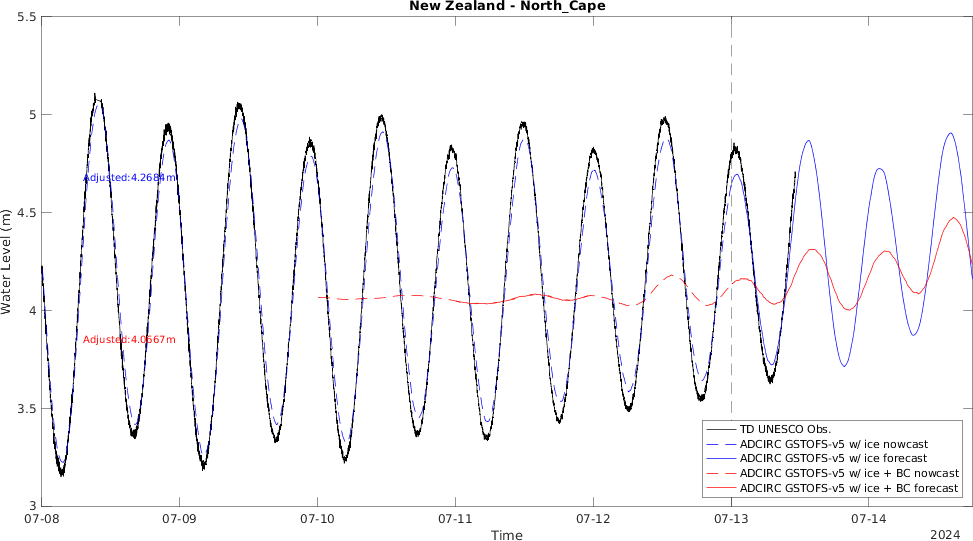 New Zealand - North_Cape
5.5
5
4.5
4
3.5
3
Water Level (m)
Adjusted:4.2684m
Adjusted:4.0667m
TD UNESCO Obs.
ADCIRC GSTOFS-v5 w/ ice nowcast
ADCIRC GSTOFS-v5 w/ ice forecast
ADCIRC GSTOFS-v5 w/ ice + BC nowcast
ADCIRC GSTOFS-v5 w/ ice + BC forecast
07-08 07-09 07-10 07-11 07-12 07-13 07-14
Time
2024